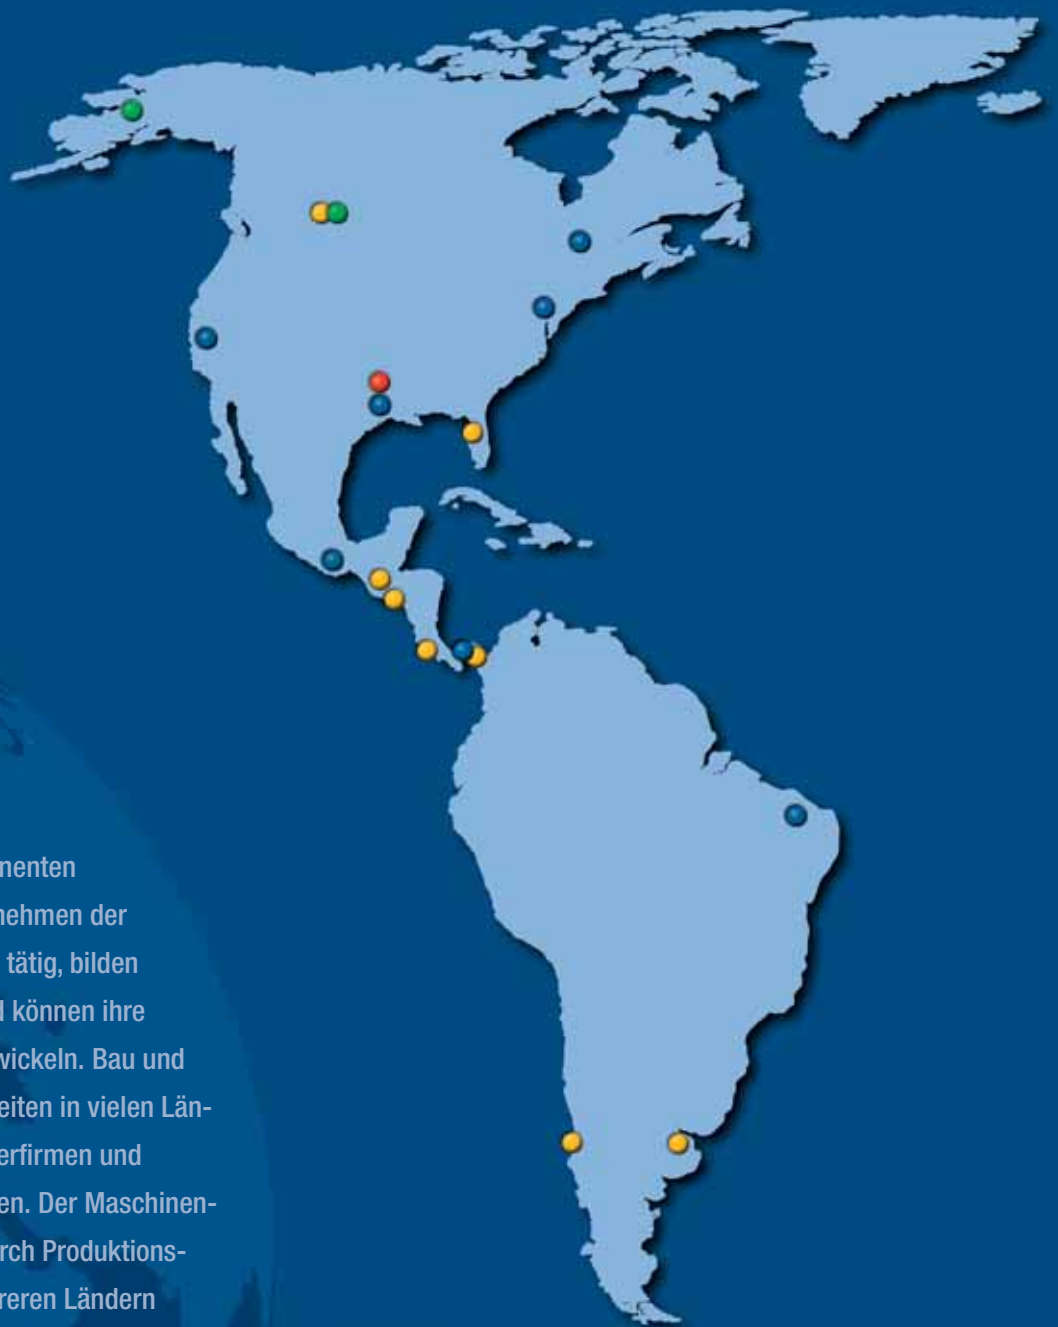 nenten
nehmen der
tätig, bilden
können ihre
wickeln. Bau und
eiten in vielen Län-
erfirmen und
en. Der Maschinen-
rch Produktions-
reren Ländern